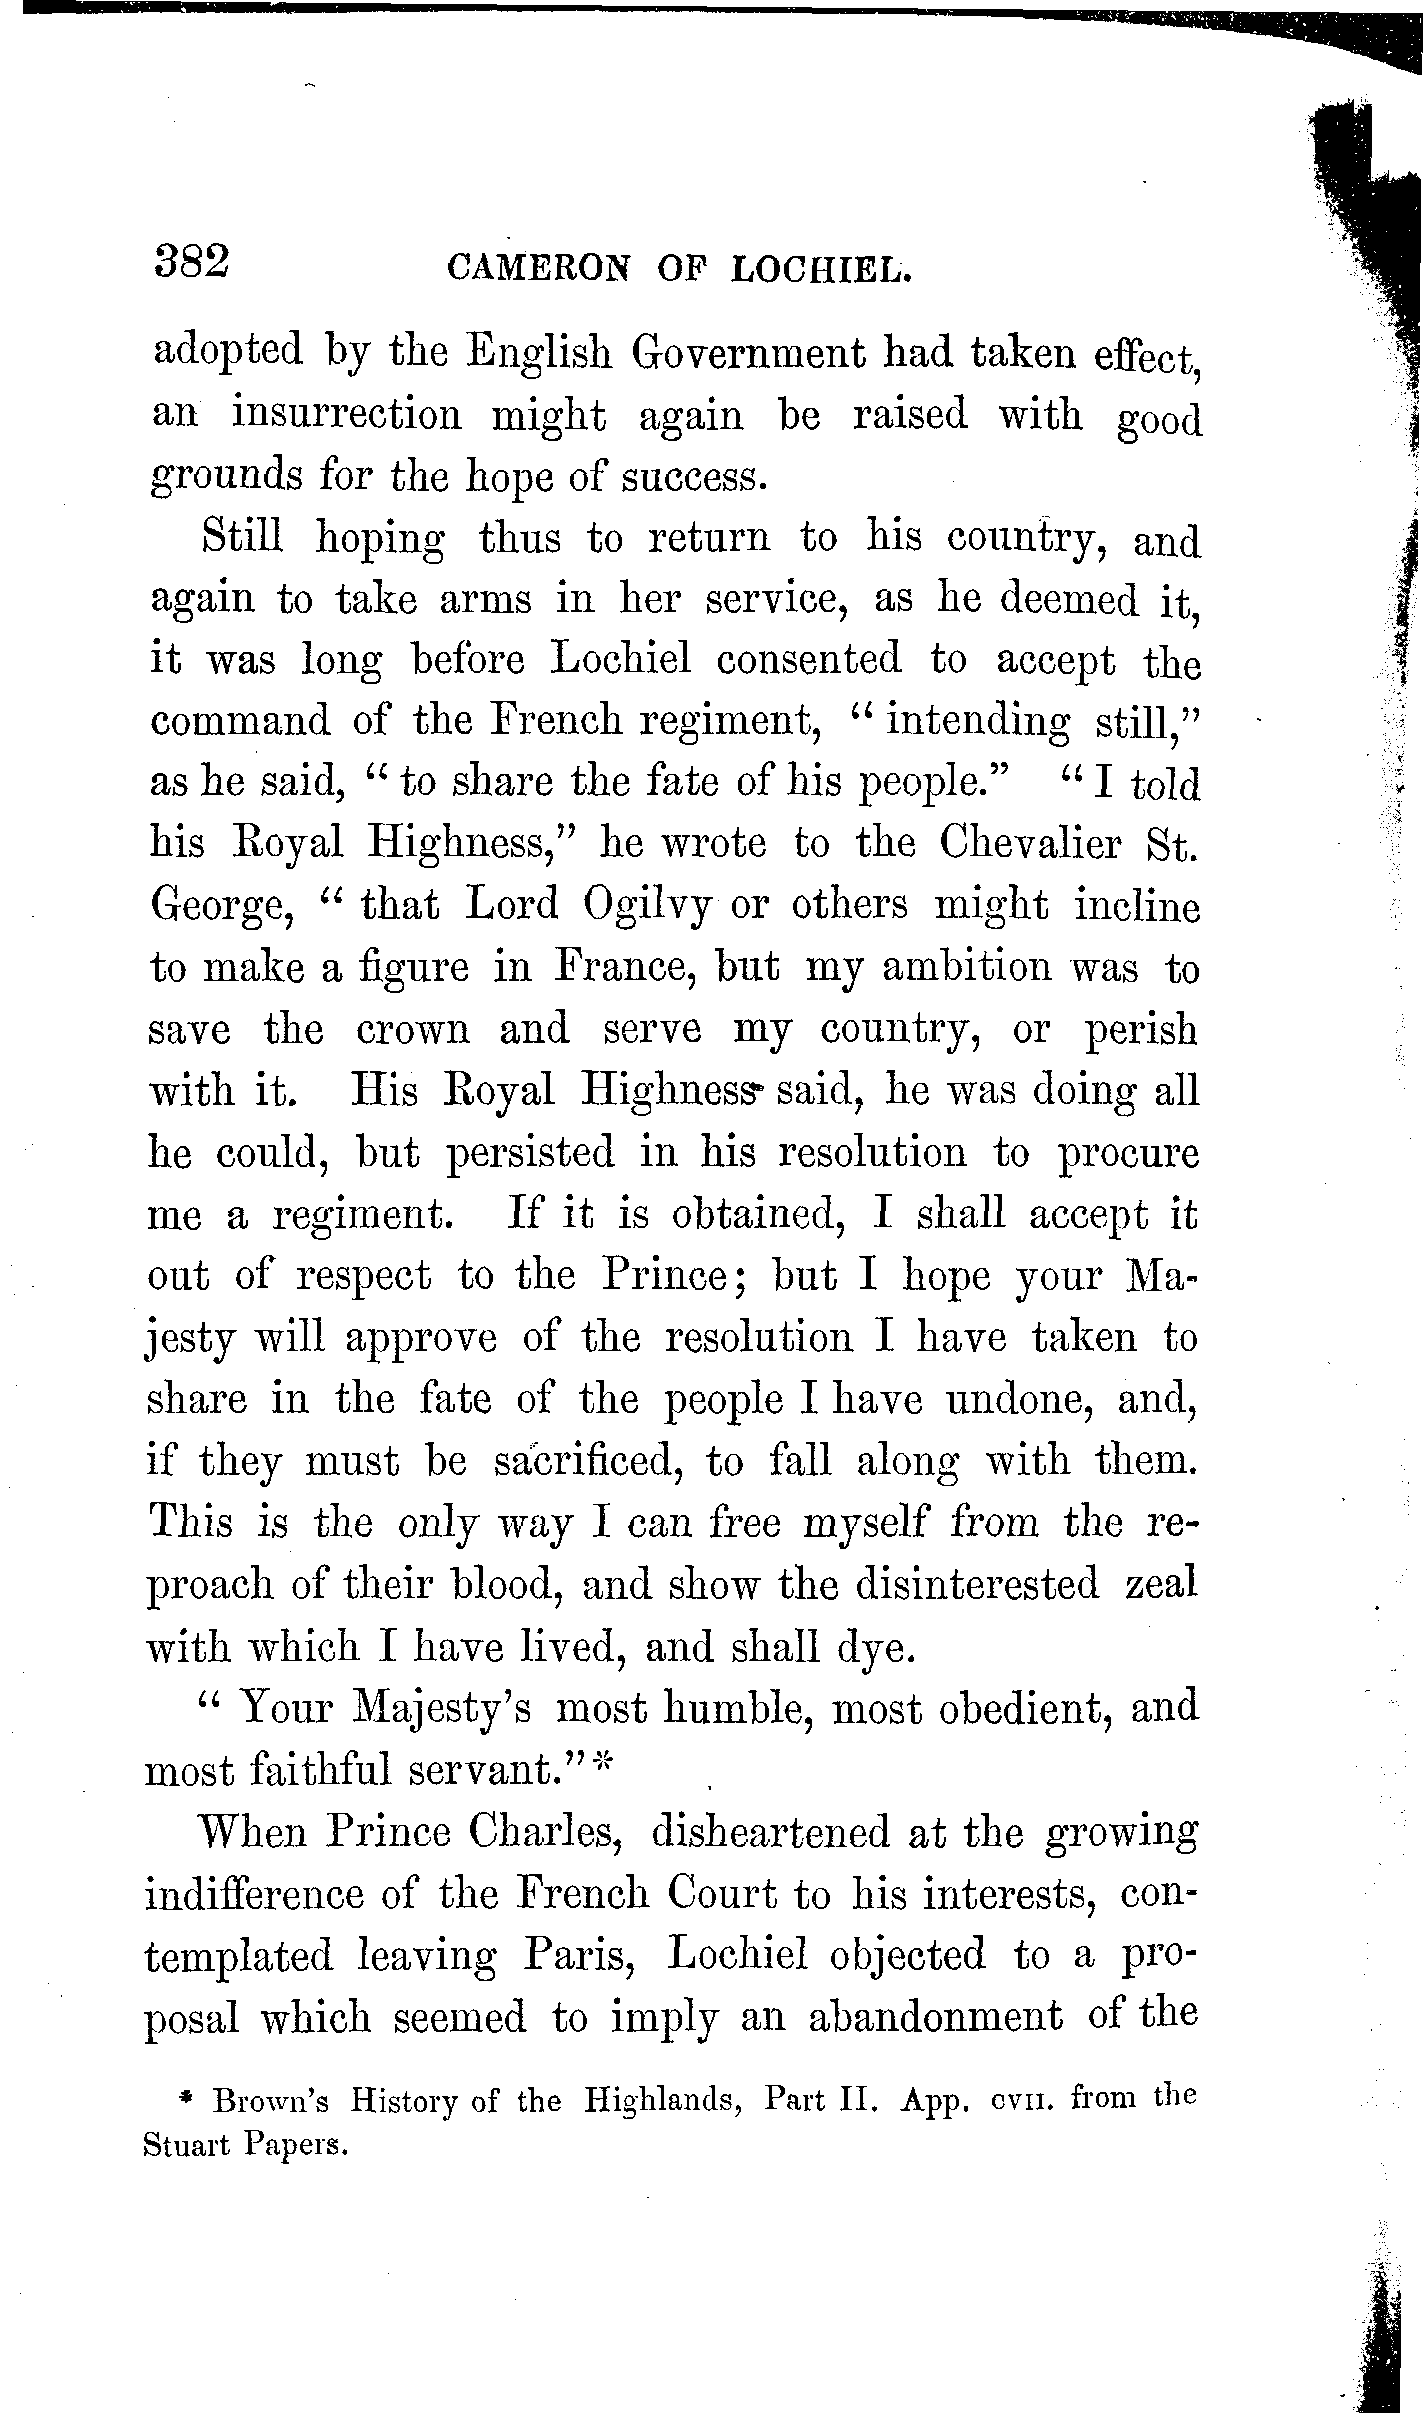 382 CAMERON OF LOCHIEL.
adopted by the English Government had taken effect,
an insurrection might again be raised with good
grounds for the hope of success.
Still hoping thus to return to his country, and
again to take arms in her service, as he deemed it,
it was long before Lochiel consented to accept the
command of the French regiment, “ intending still,”
as he said, “ to share the fate of his people.” “ I told
his Royal Highness,” he wrote to the Chevalier St.
George, “ that Lord Ogilvy or others might incline
to make a figure in France, but my ambition was to
save the crown and serve my country, or perish
with it. His Royal Highness said, he was doing all
he could, but persisted in his resolution to procure
me a regiment. If it is obtained, I shall accept it
out of respect to the Prince; but I hope your Ma-
jesty will approve of the resolution I have taken to
share in the fate of the people I have undone, and,
if they must be sacrificed, to fall along with them.
This is the only way I can free myself from the re-
proach of their blood, and show the disinterested zeal
with which I have lived, and shall dye.
“ Your Majesty’s most humble, most obedient, and
most faithful servant.”*
When Prince Charles, disheartened at the growing
indifference of the French Court to his interests, con-
templated leaving Paris, Lochiel objected to a pro-
posal which seemed to imply an abandonment of the
* Brown’s History of the Highlands, Part II. App. CVII. from the
Stuart Papers.